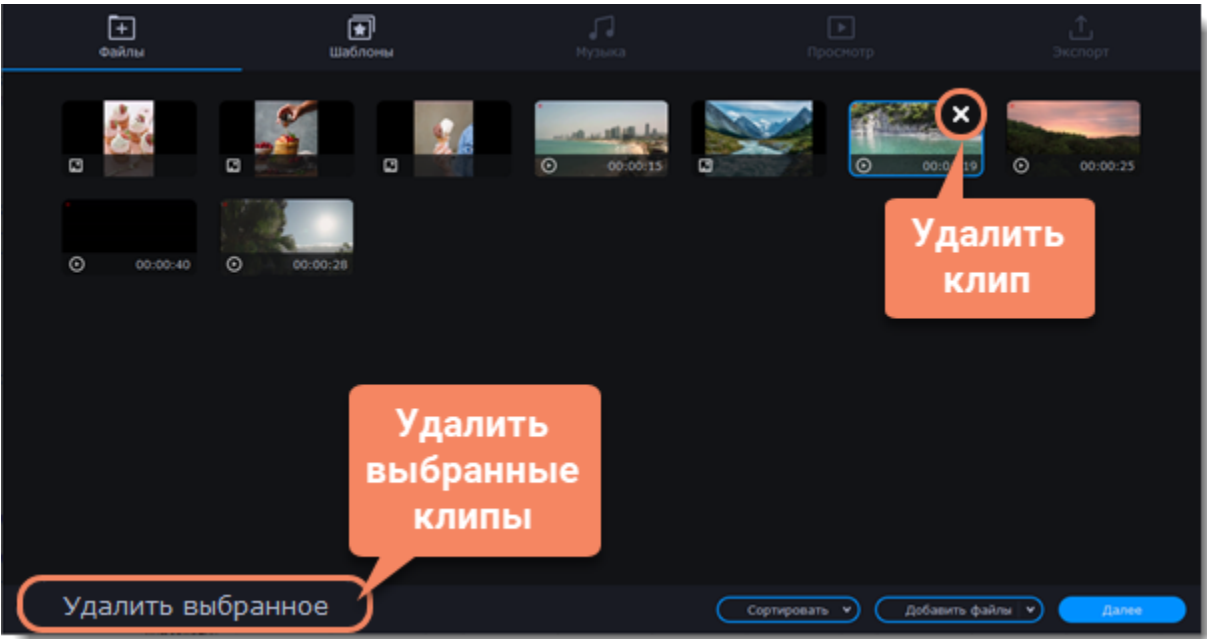 Файлы
Шаблоны
Музыка
Просмотр
Экспорт
00:00:15
00:00:25
Удалить
клип
00:00:40
00:00:28
Удалить
выбранные
клипы
Удалить выбранное
Сортировать
Добавить файлы
Далее